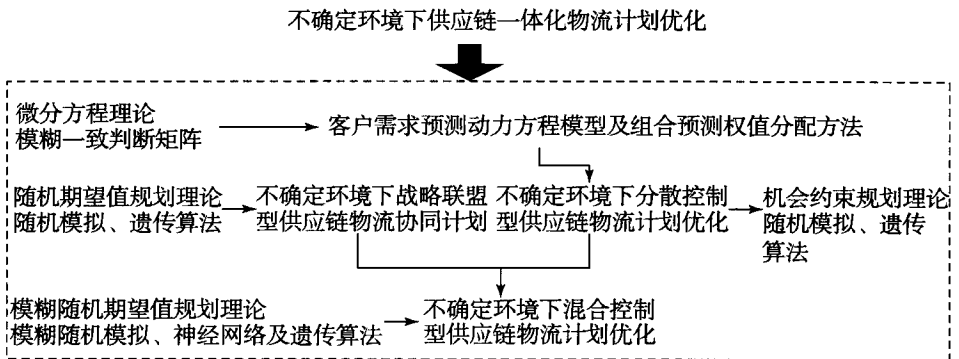 不确定环境下供应链一体化物流计划优化
微分方程理论
模糊一致判断矩阵
客户需求预测动力方程模型及组合预测权值分配方法
随机期望值规划理论
随机模拟、遗传算法
不确定环境下战略联盟
型供应链物流协同计划
不确定环境下分散控制
型供应链物流计划优化
机会约束规划理论
随机模拟、遗传
算法
模糊随机期望值规划理论
模糊随机模拟、神经网络及遗传算法
不确定环境下混合控制
型供应链物流计划优化